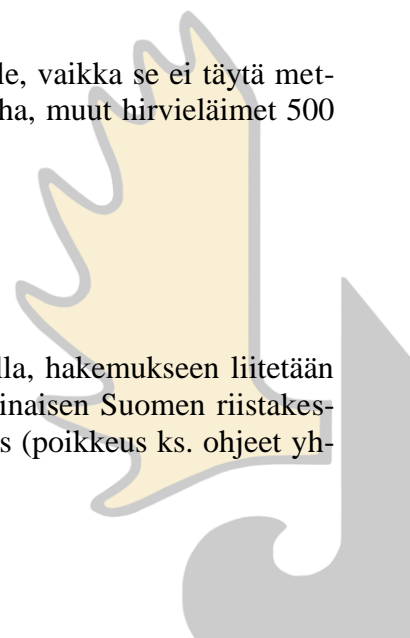 le, vaikka se ei täytä met-
ha, muut hirvieläimet 500
lla, hakemukseen liitetään
inaisen Suomen riistakes-
s (poikkeus ks. ohjeet yh-